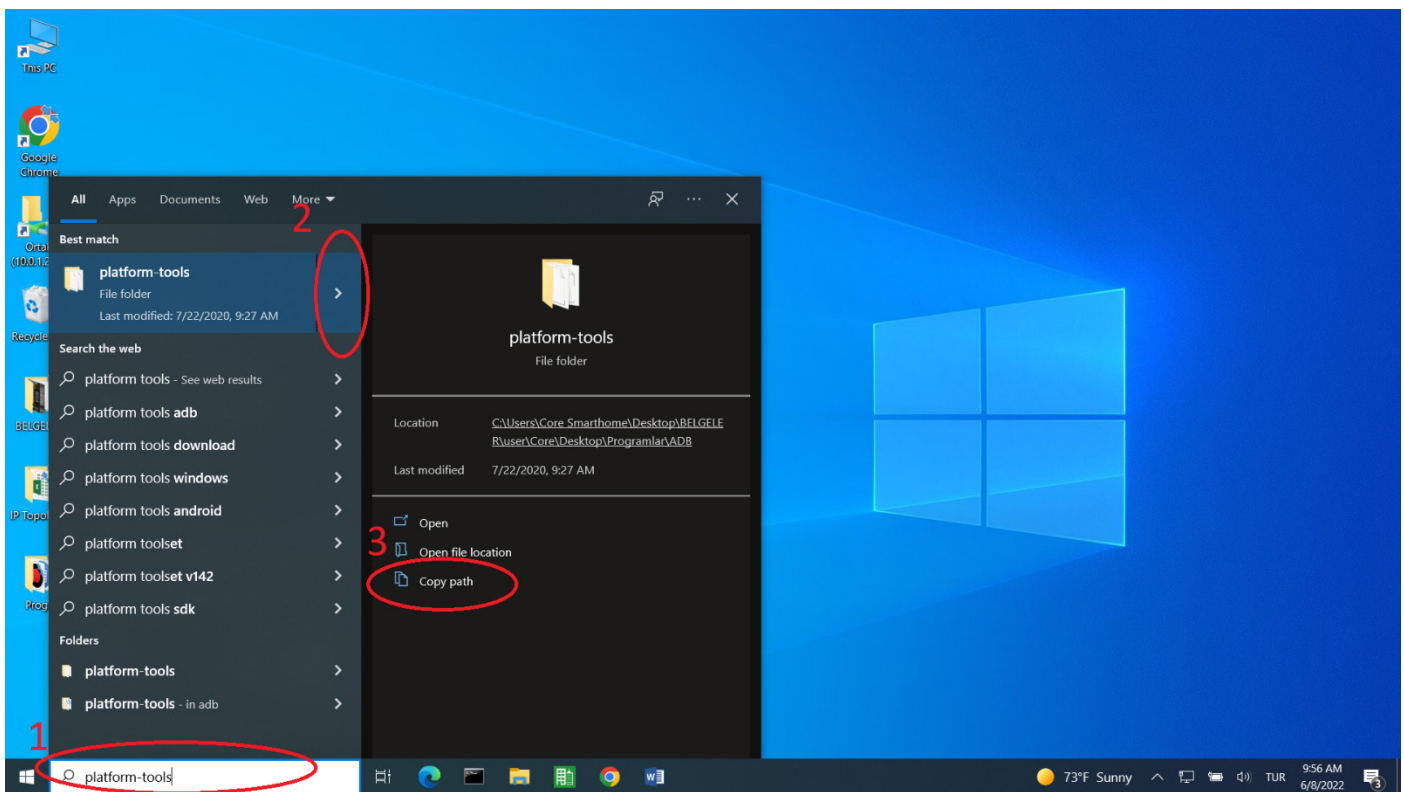 This PC
Google
Chrome
Ortal
(10.0.1.2
Recycle
BELGEL
IP Topol
Prog
All Apps Documents Web More
2
Best match
platform-tools
File folder
Last modified: 7/22/2020, 9:27 AM
Search the web
platform tools - See web results
platform tools adb
platform tools download
platform tools windows
platform tools android
platform toolset
platform toolset v142
platform tools sdk
Folders
platform-tools
platform-tools - in adb
platform-tools
File folder
Location C:\Users\Core Smarthome\Desktop\BELGELE
R\user\Core\Desktop\Programlar\ADB
Last modified 7/22/2020, 9:27 AM
Open
3
Open file location
Copy path
1
platform-tools
73°F Sunny TUR 9:56 AM
6/8/2022
3